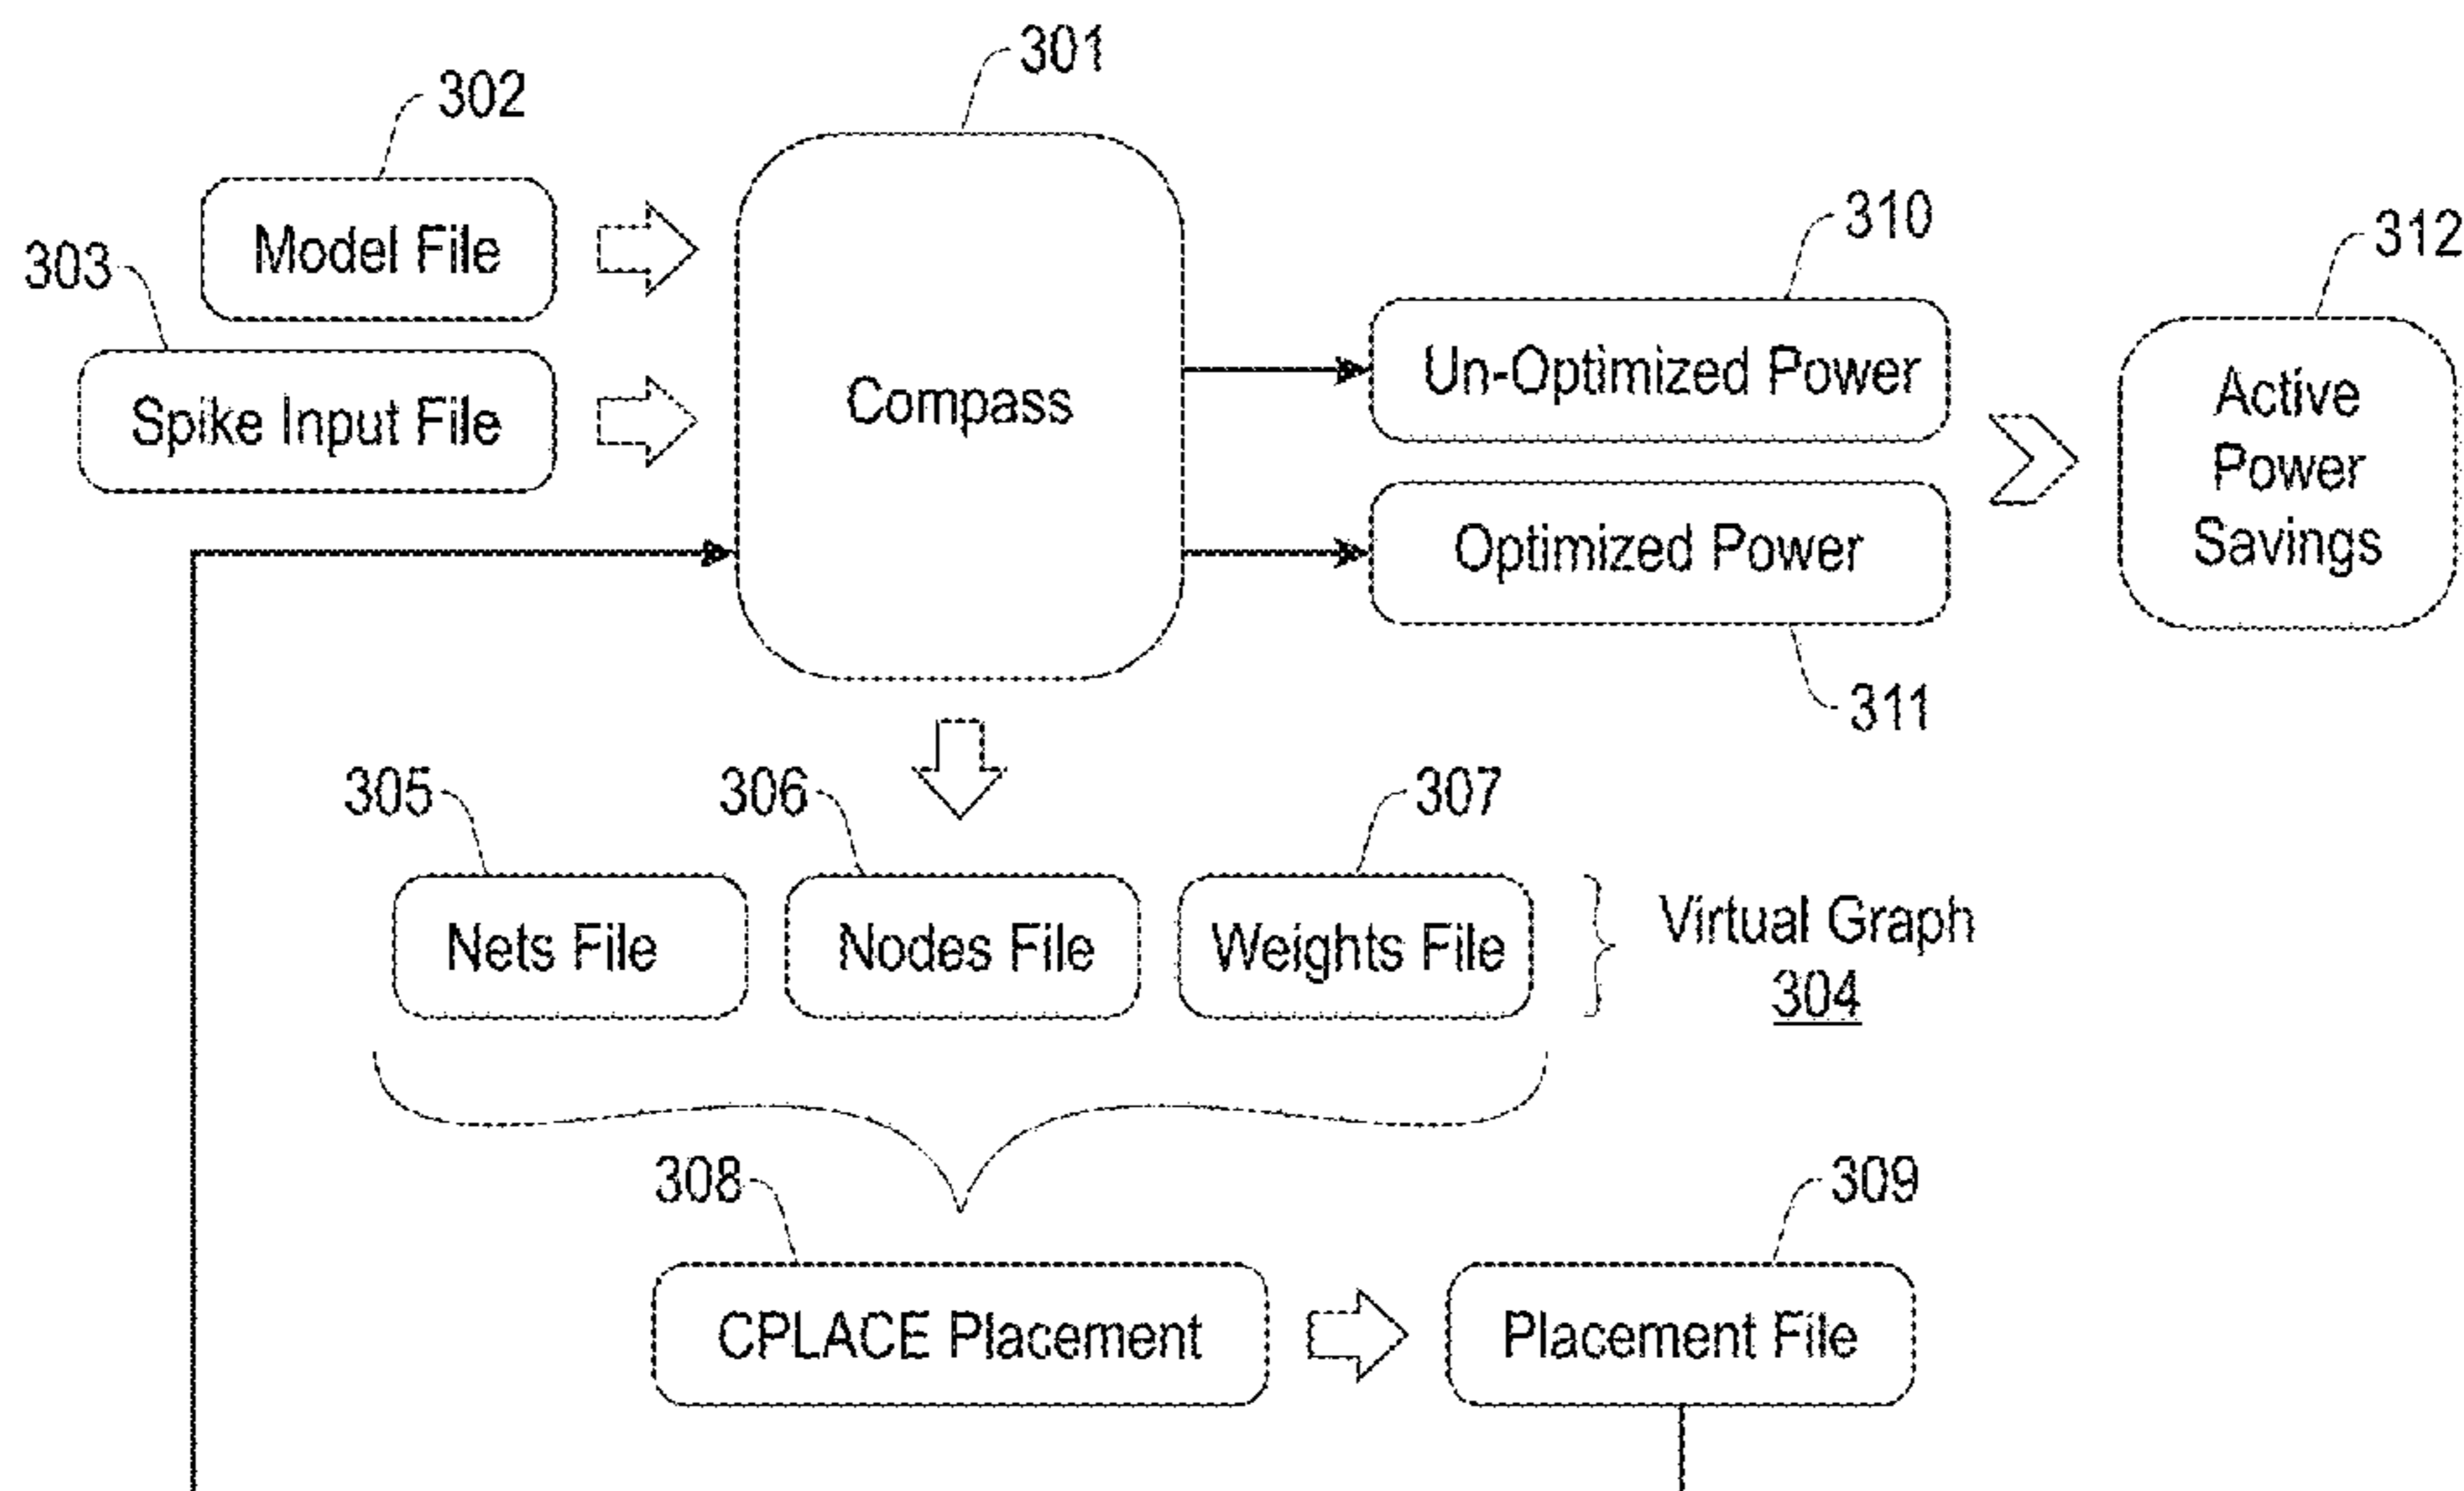 301
302
Model File
303
Spike Input File
Compass
310
Un-Optimized Power
312
Active
Power
Savings
Optimized Power
311
305
306
307
Nets File
Nodes File
Weights File
Virtual Graph
304
308
309
CPLACE Placement
Placement File